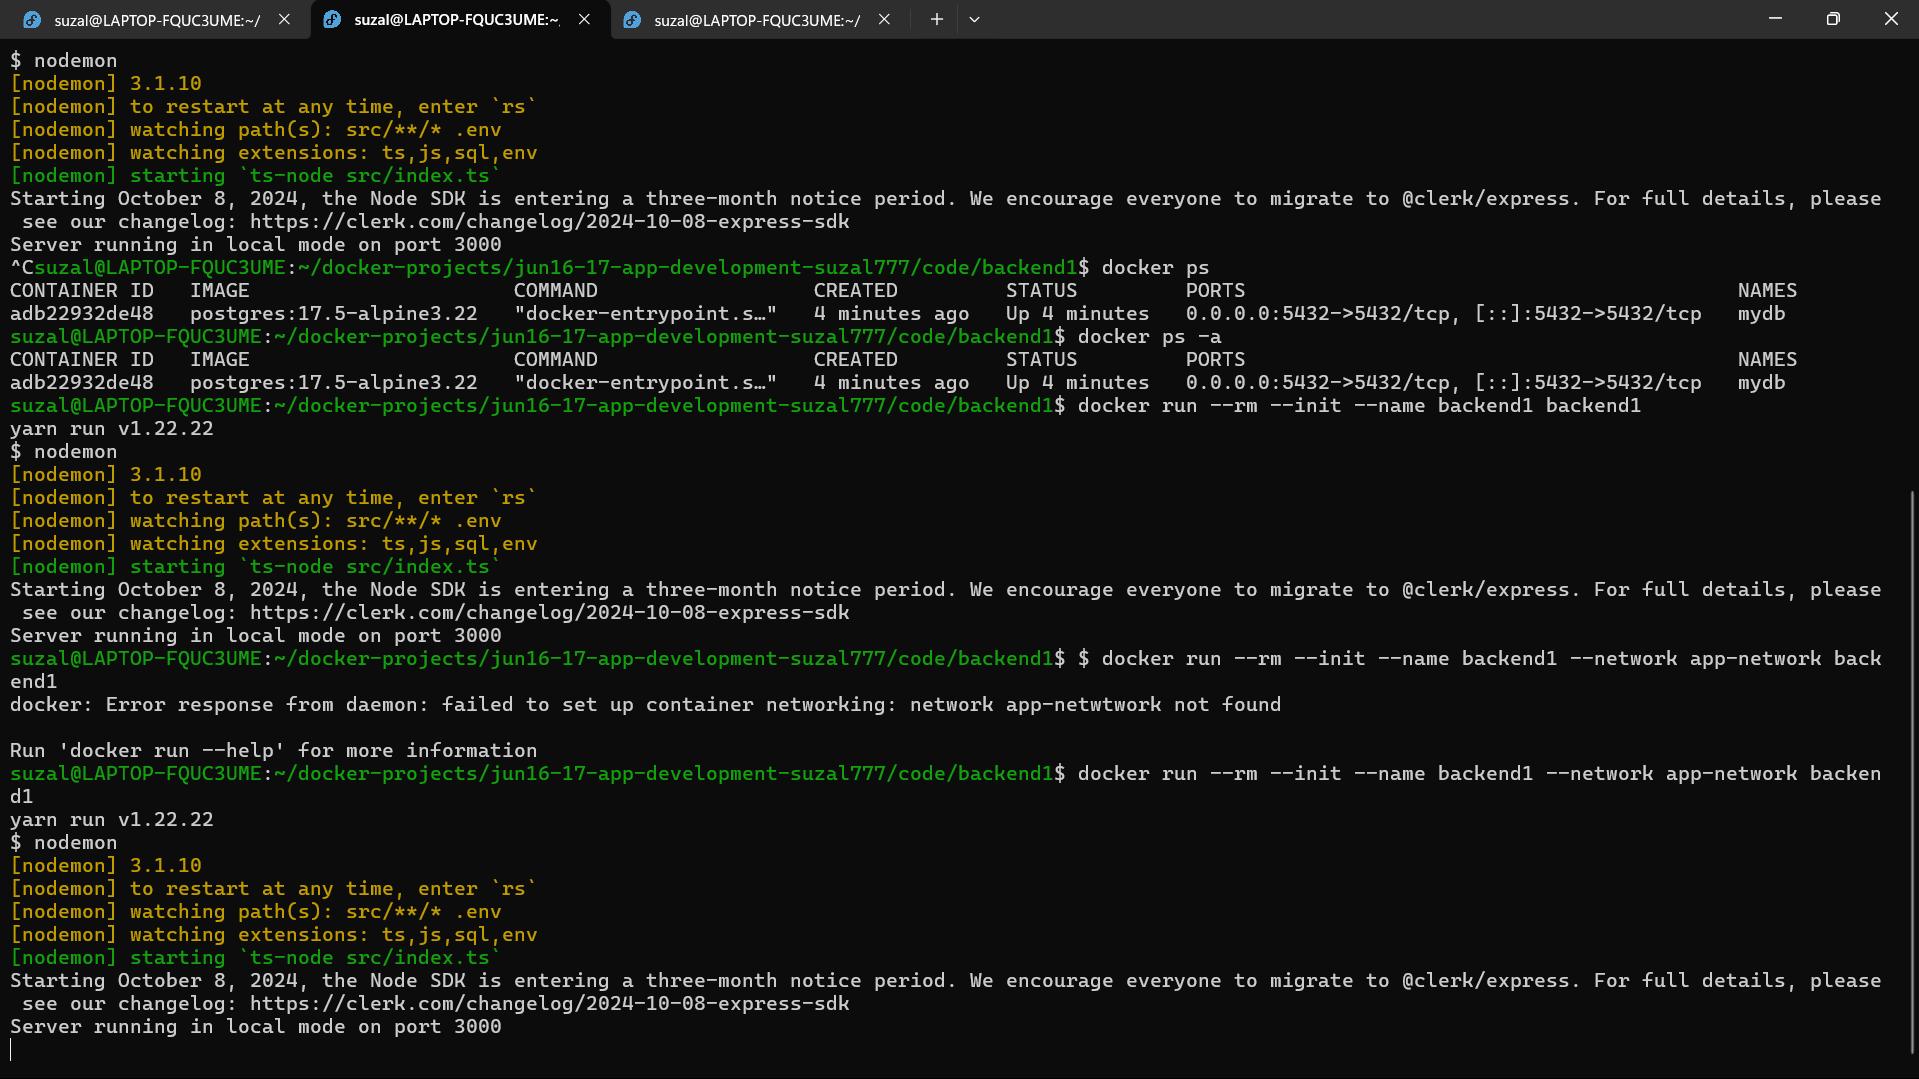 suzal@LAPTOP-FQUC3UME:~/
suzal@LAPTOP-FQUC3UME:~.
suzal@LAPTOP-FQUC3UME:~/
$ nodemon
[nodemon] 3.1.10
[nodemon] to restart at any time, enter `rs`
[nodemon] watching path(s): src/**/* .env
[nodemon] watching extensions: ts,js,sql,env
[nodemon] starting `ts-node src/index.ts`
Starting October 8, 2024, the Node SDK is entering a three-month notice period. We encourage everyone to migrate to @clerk/express. For full details, please
 see our changelog: https://clerk.com/changelog/2024-10-08-express-sdk
Server running in local mode on port 3000
^Csuzal@LAPTOP-FQUC3UME:~/docker-projects/jun16-17-app-development-suzal777/code/backend1$ docker ps
CONTAINER ID   IMAGE                      COMMAND                  CREATED         STATUS         PORTS                                         NAMES
adb22932de48   postgres:17.5-alpine3.22   "docker-entrypoint.s…"   4 minutes ago   Up 4 minutes   0.0.0.0:5432->5432/tcp, [::]:5432->5432/tcp   mydb
suzal@LAPTOP-FQUC3UME:~/docker-projects/jun16-17-app-development-suzal777/code/backend1$ docker ps -a
CONTAINER ID   IMAGE                      COMMAND                  CREATED         STATUS         PORTS                                         NAMES
adb22932de48   postgres:17.5-alpine3.22   "docker-entrypoint.s…"   4 minutes ago   Up 4 minutes   0.0.0.0:5432->5432/tcp, [::]:5432->5432/tcp   mydb
suzal@LAPTOP-FQUC3UME:~/docker-projects/jun16-17-app-development-suzal777/code/backend1$ docker run --rm --init --name backend1 backend1
yarn run v1.22.22
$ nodemon
[nodemon] 3.1.10
[nodemon] to restart at any time, enter `rs`
[nodemon] watching path(s): src/**/* .env
[nodemon] watching extensions: ts,js,sql,env
[nodemon] starting `ts-node src/index.ts`
Starting October 8, 2024, the Node SDK is entering a three-month notice period. We encourage everyone to migrate to @clerk/express. For full details, please
 see our changelog: https://clerk.com/changelog/2024-10-08-express-sdk
Server running in local mode on port 3000
suzal@LAPTOP-FQUC3UME:~/docker-projects/jun16-17-app-development-suzal777/code/backend1$ $ docker run --rm --init --name backend1 --network app-network back
end1
docker: Error response from daemon: failed to set up container networking: network app-netwtwork not found
Run 'docker run --help' for more information
suzal@LAPTOP-FQUC3UME:~/docker-projects/jun16-17-app-development-suzal777/code/backend1$ docker run --rm --init --name backend1 --network app-network backen
d1
yarn run v1.22.22
$ nodemon
[nodemon] 3.1.10
[nodemon] to restart at any time, enter `rs`
[nodemon] watching path(s): src/**/* .env
[nodemon] watching extensions: ts,js,sql,env
[nodemon] starting `ts-node src/index.ts`
Starting October 8, 2024, the Node SDK is entering a three-month notice period. We encourage everyone to migrate to @clerk/express. For full details, please
 see our changelog: https://clerk.com/changelog/2024-10-08-express-sdk
Server running in local mode on port 3000